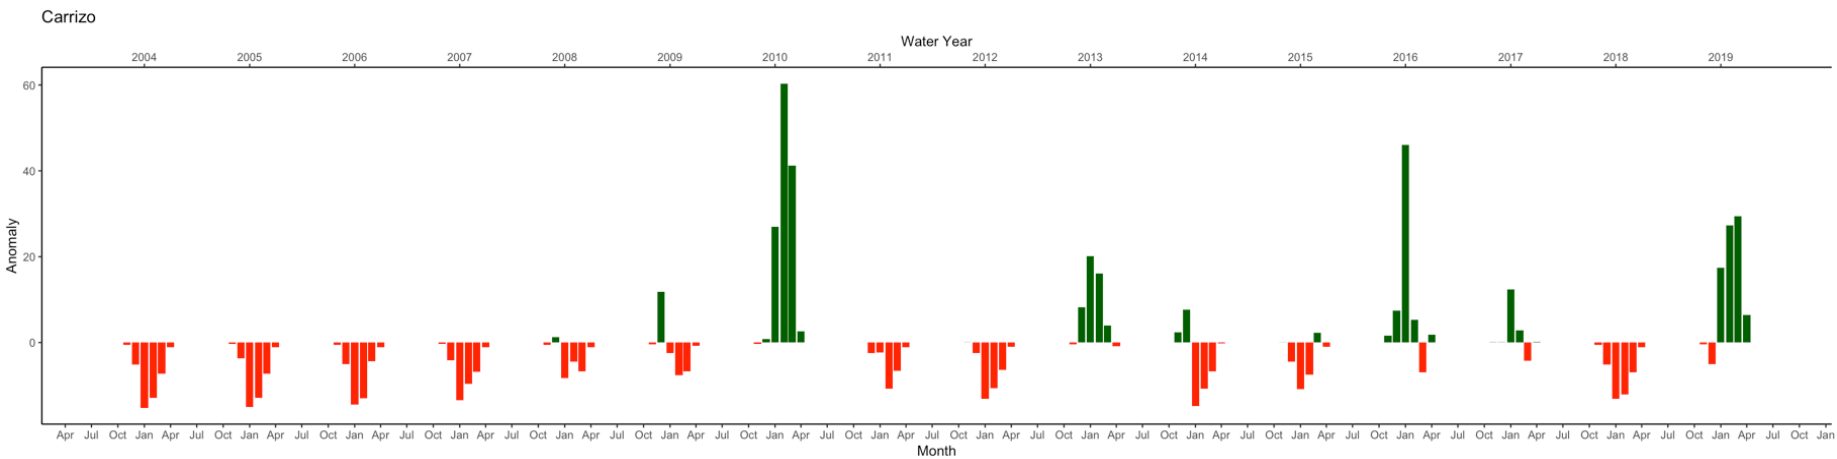 Carrizo
Water Year
2004 2005 2006 2007 2008 2009 2010 2011 2012 2013 2014 2015 2016 2017 2018 2019
60
40
20
0
Anomaly
Apr Jul Oct Jan Apr Jul Oct Jan Apr Jul Oct Jan Apr Jul Oct Jan Apr Jul Oct Jan Apr Jul Oct Jan Apr Jul Oct Jan Apr Jul Oct Jan Apr Jul Oct Jan Apr Jul Oct Jan Apr Jul Oct Jan Apr Jul Oct Jan Apr Jul Oct Jan Apr Jul Oct Jan Apr Jul Oct Jan Apr Jul Oct Jan Apr Jul Oct Jan
Month